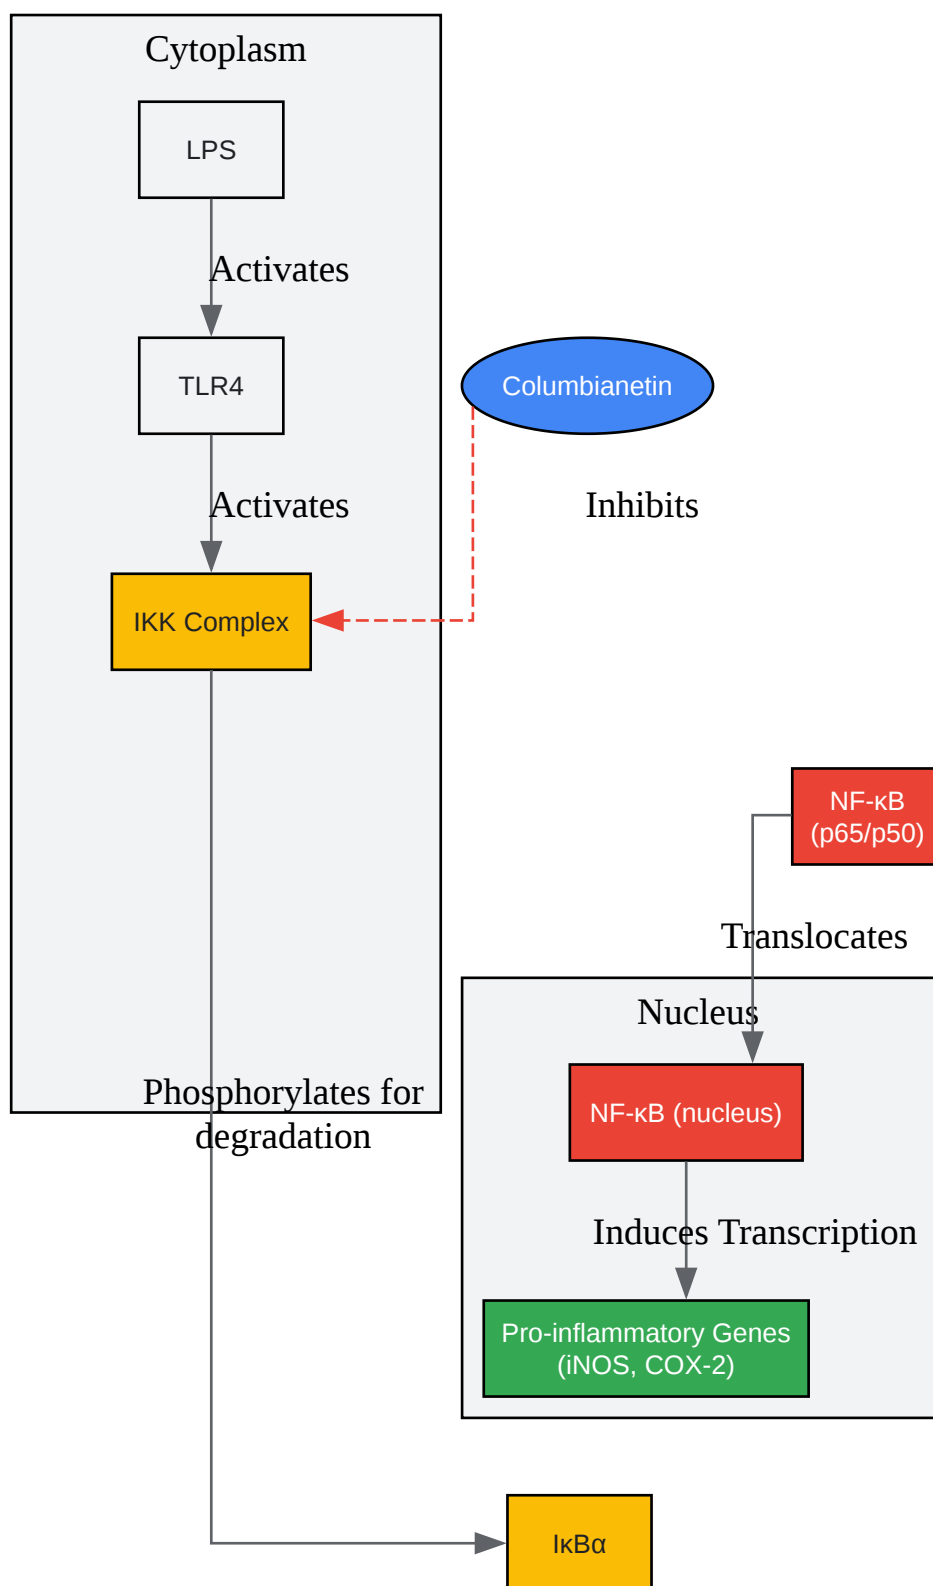 Cytoplasm
LPS
Activates
TLR4
Columbianetin
Activates
Inhibits
IKK Complex
NF-κB
(p65/p50)
Translocates
Nucleus
Phosphorylates for
degradation
NF-κB (nucleus)
Induces Transcription
Pro-inflammatory Genes
(iNOS, COX-2)
IκBα